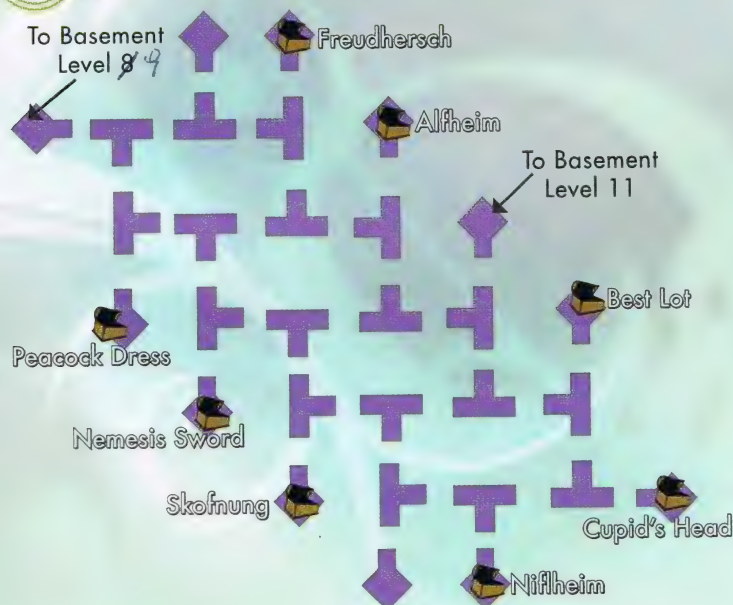 To Basement
Level 8 9
Freudhersch
Alfheim
To Basement
Level 11
Best Lot
Peacock Dress
Nemesis Sword
Skofnung
Cupid's Head
Niflheim